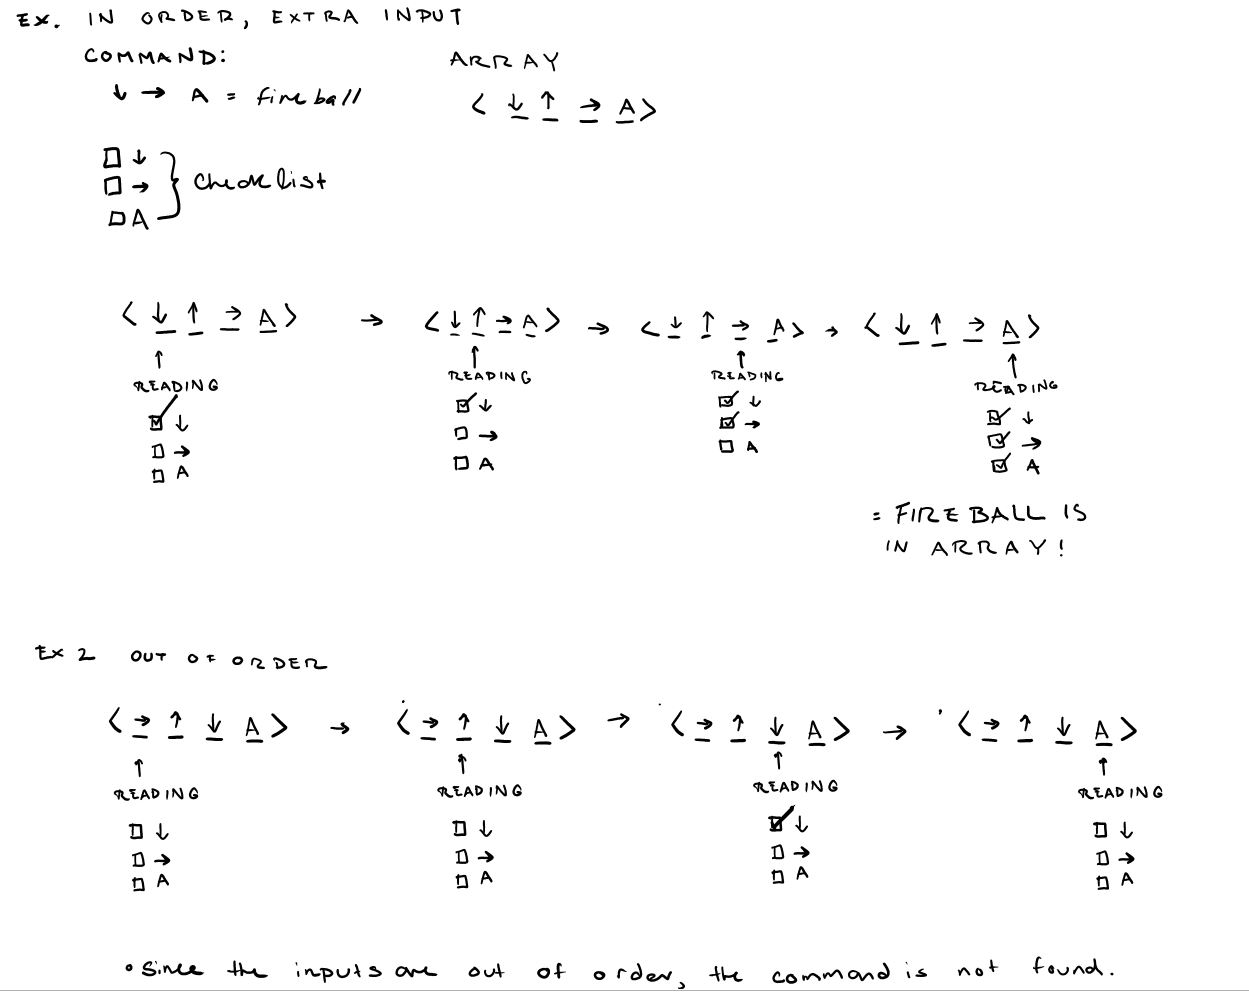 EX. IN ORDER, EXTRA INPUT
COMMAND:
↓ → A = fireball
ARRAY
< ↓ ↑ → A >
☐ ↓
☐ →
☐ A
} checklist
< ↓ ↑ → A > → < ↓ ↑ → A > → < ↓ ↑ → A > → < ↓ ↑ → A >
↑ ↑ ↑ ↑
READING READING READING READING
☑ ↓ ☑ ↓ ☑ ↓ ☑ ↓
☐ → ☐ → ☑ → ☑ →
☐ A ☐ A ☐ A ☑ A
= FIREBALL IS
IN ARRAY!
EX 2 OUT OF ORDER
< → ↑ ↓ A > → < → ↑ ↓ A > → < → ↑ ↓ A > → < → ↑ ↓ A >
↑ ↑ ↑ ↑
READING READING READING READING
☐ ↓ ☐ ↓ ☑ ↓ ☐ ↓
☐ → ☐ → ☐ → ☐ →
☐ A ☐ A ☐ A ☐ A
• Since the inputs are out of order, the command is not found.